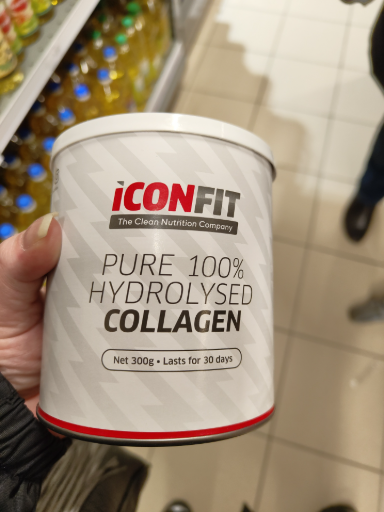 iCONFIT
The Clean Nutrition Company
PURE 100%
HYDROLYSED
COLLAGEN
Net 300g • Lasts for 30 days